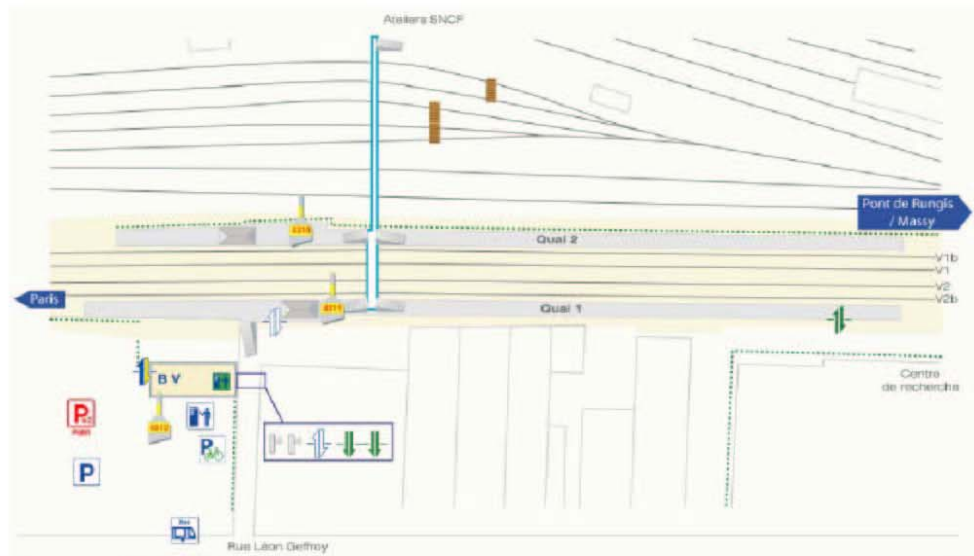 Ateliers SNCF
Pont de Rungis
/ Massy
Quai 2
V1b
V1
V2
V2b
Paris
Quai 1
Centre
de recherche
B V
P
P
P
Bus
Rue Léon Geffroy